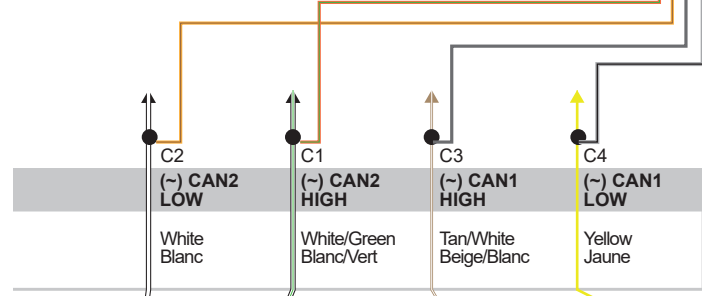 C2
C1
C3
C4
(~) CAN2
LOW
(~) CAN2
HIGH
(~) CAN1
HIGH
(~) CAN1
LOW
White
Blanc
White/Green
Blanc/Vert
Tan/White
Beige/Blanc
Yellow
Jaune